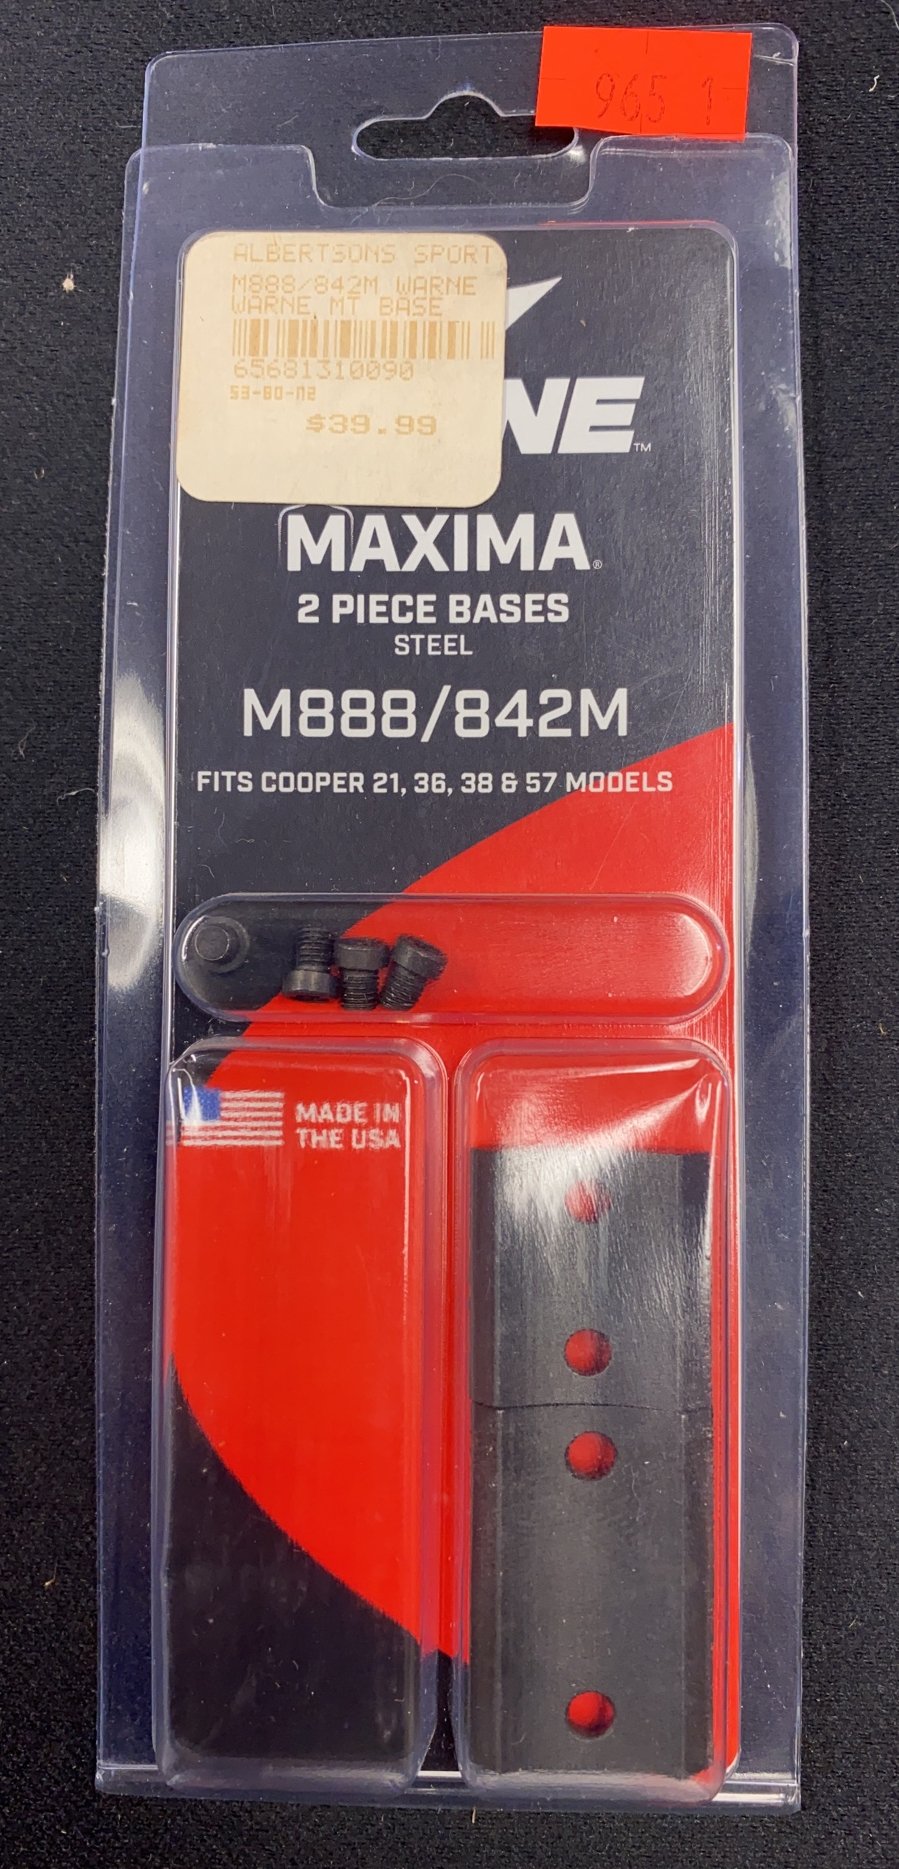 965 1
ALBERTSONS SPORT
M888/842M WARNE
WARNE MT BASE
65681310090
$39.99
NE™
MAXIMA®
2 PIECE BASES
STEEL
M888/842M
FITS COOPER 21, 36, 38 & 57 MODELS
MADE IN
THE USA